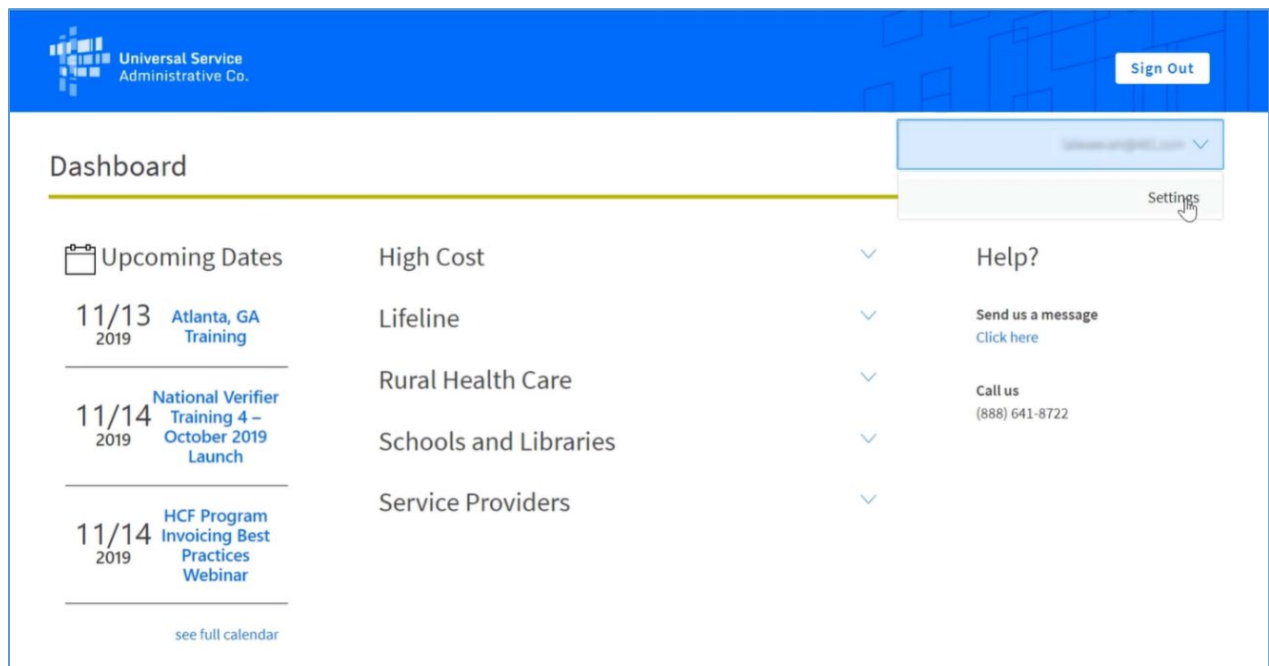 Universal Service
Administrative Co.
Sign Out
Dashboard
Settings
Upcoming Dates
11/13
2019
Atlanta, GA
Training
11/14
2019
National Verifier
Training 4 –
October 2019
Launch
11/14
2019
HCF Program
Invoicing Best
Practices
Webinar
see full calendar
High Cost
Lifeline
Rural Health Care
Schools and Libraries
Service Providers
Help?
Send us a message
Click here
Call us
(888) 641-8722